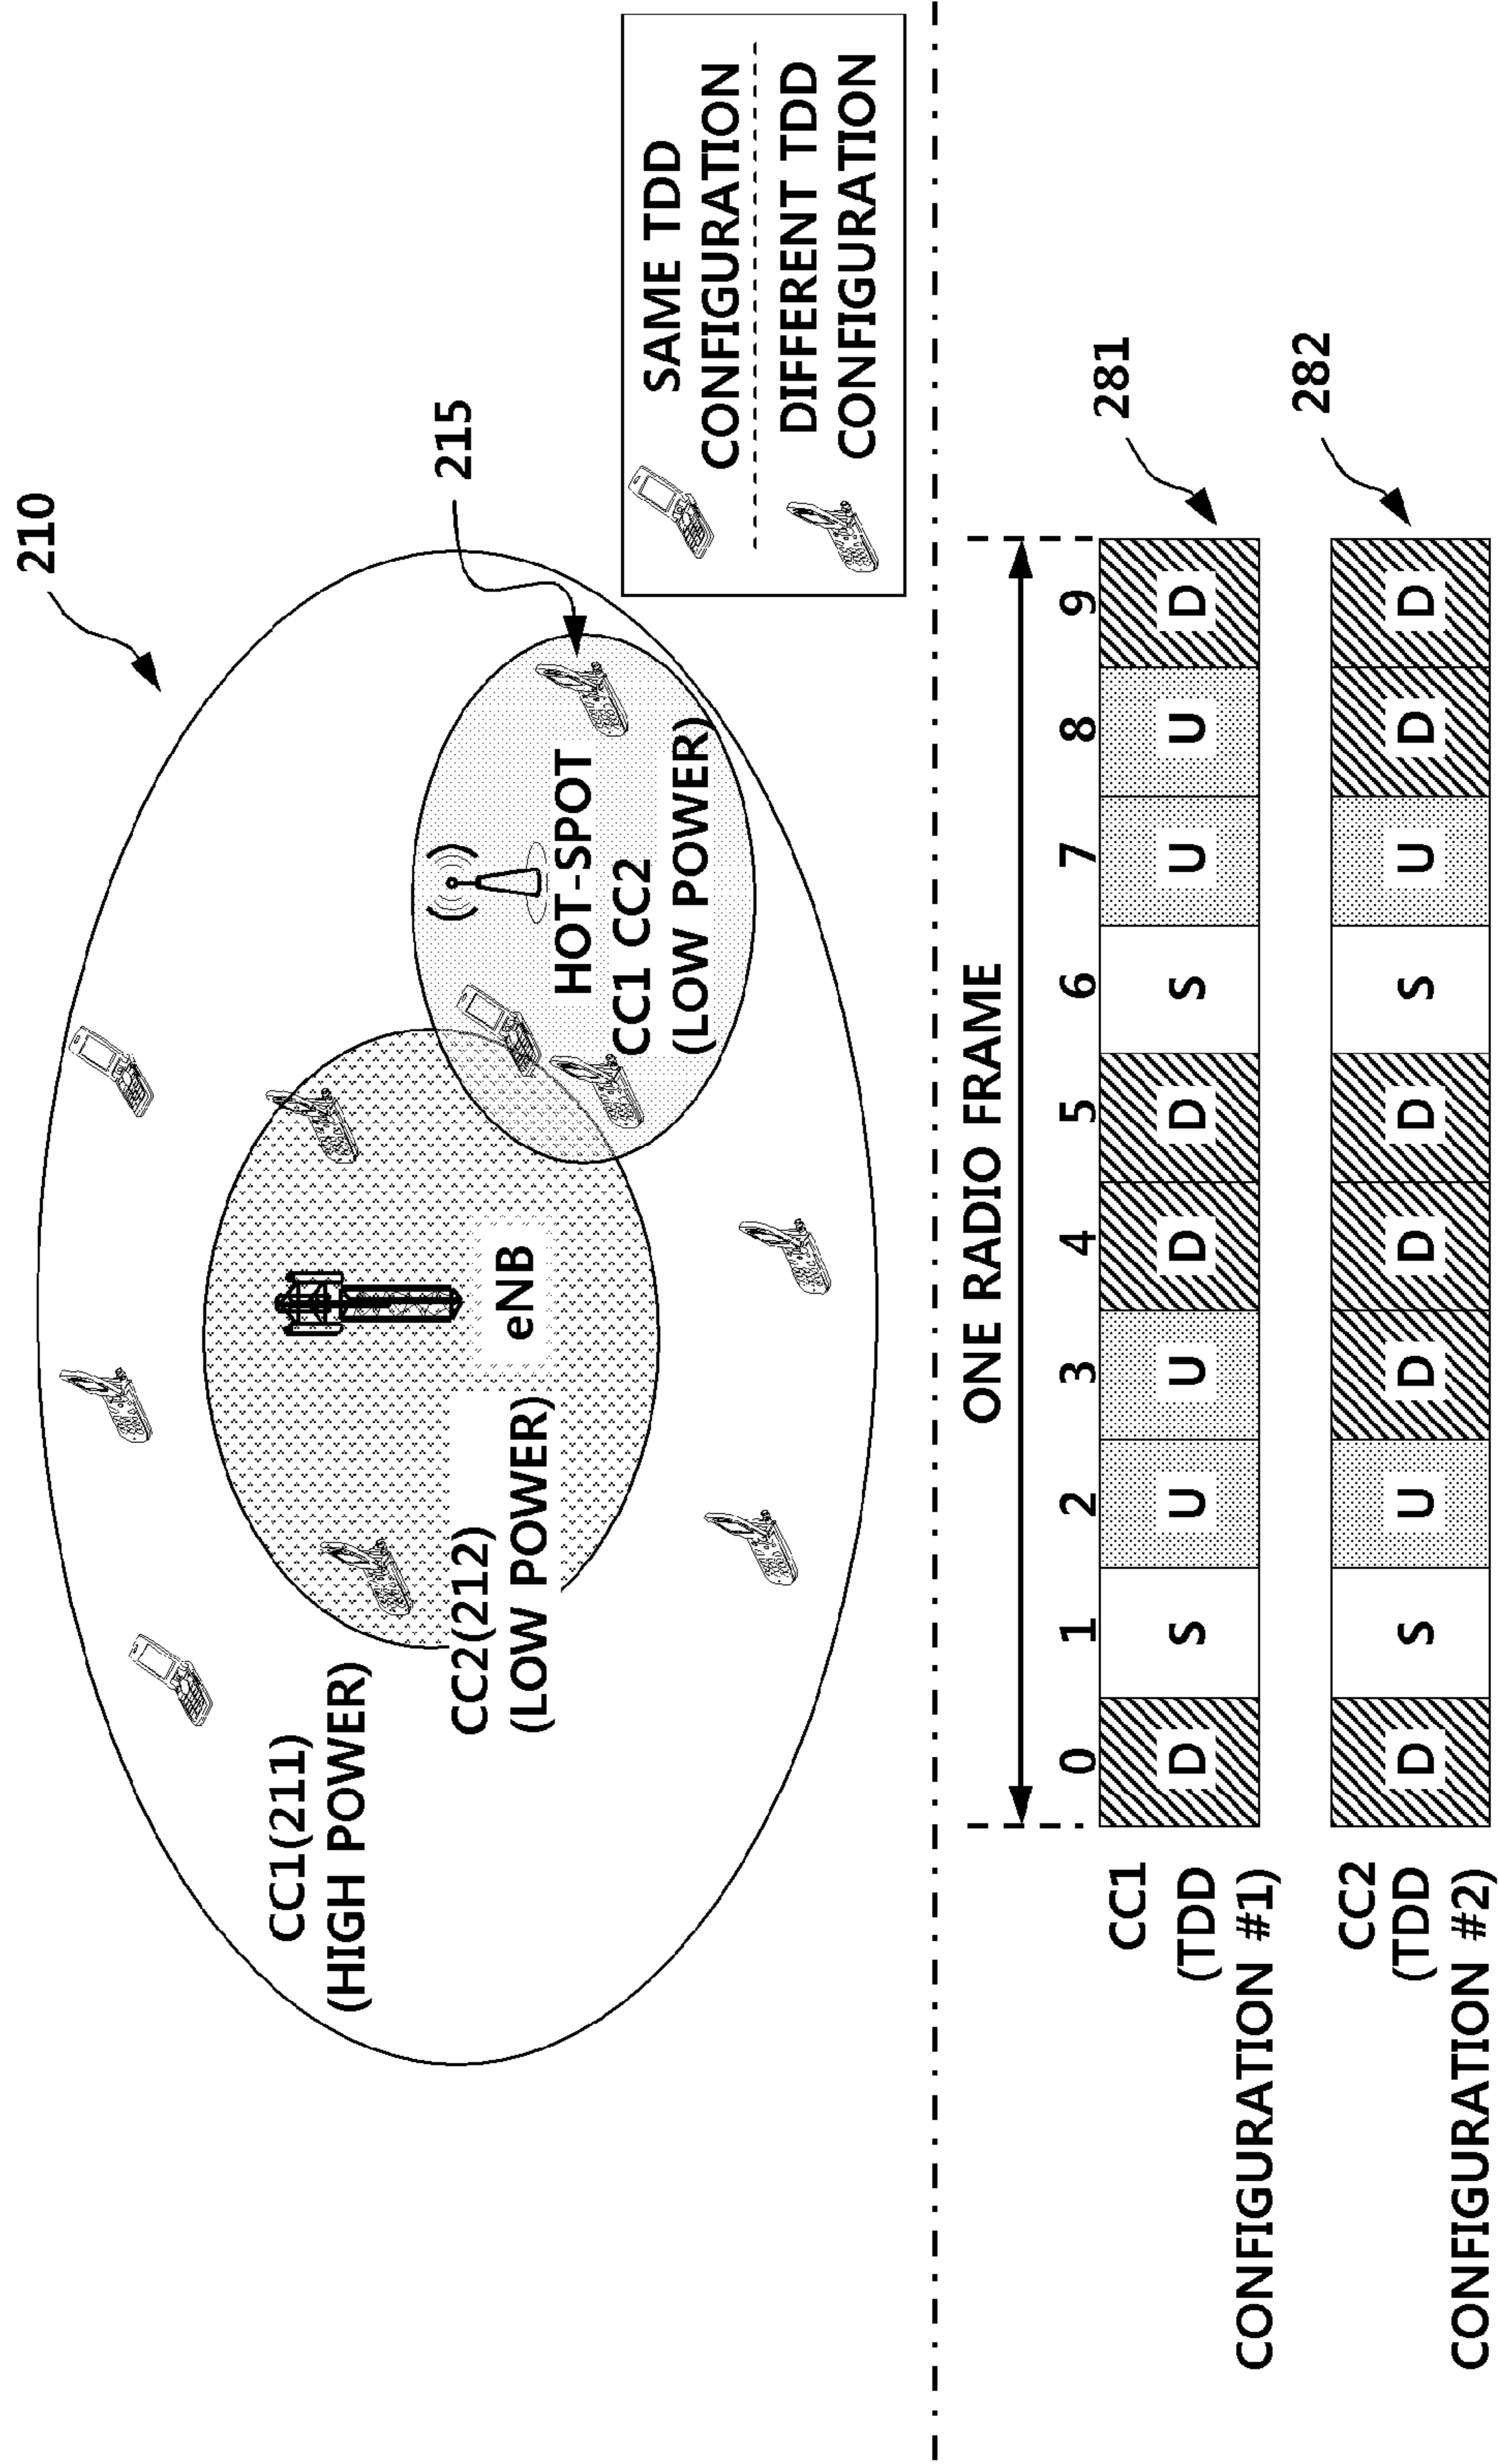 210
215
CC1(211)
(HIGH POWER)
CC2(212)
(LOW POWER)
eNB
HOT-SPOT
CC1 CC2
(LOW POWER)
SAME TDD
CONFIGURATION
DIFFERENT TDD
CONFIGURATION
ONE RADIO FRAME
0 1 2 3 4 5 6 7 8 9
281
CC1
(TDD
CONFIGURATION #1)
D S U U D D S U U D
282
CC2
(TDD
CONFIGURATION #2)
D S U D D D S U D D